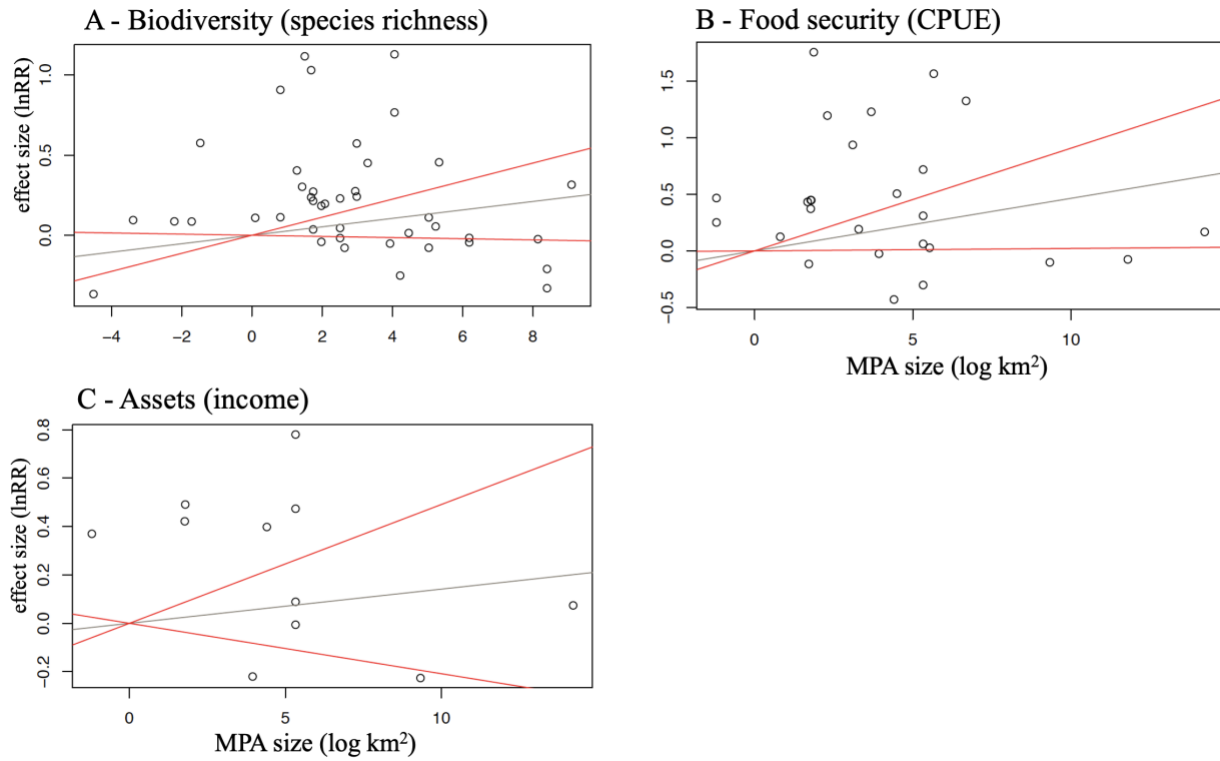 A - Biodiversity (species richness)
effect size (lnRR)
1.0
0.5
0.0
−4 −2 0 2 4 6 8
B - Food security (CPUE)
1.5
1.0
0.5
0.0
−0.5
0 5 10
MPA size (log km²)
C - Assets (income)
effect size (lnRR)
0.8
0.6
0.4
0.2
0.0
−0.2
0 5 10
MPA size (log km²)